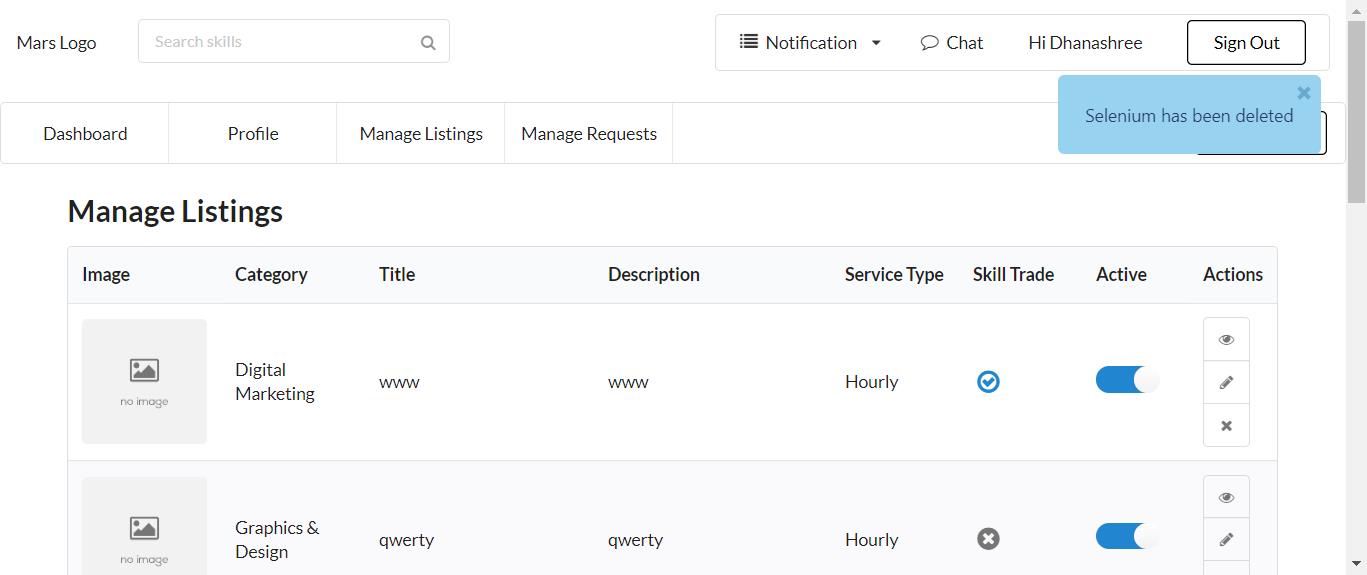 Mars Logo
Search skills
Notification
Chat
Hi Dhanashree
Sign Out
Selenium has been deleted
Dashboard
Profile
Manage Listings
Manage Requests
Manage Listings
Image Category Title Description Service Type Skill Trade Active Actions
no image
Digital
Marketing
www
www
Hourly
no image
Graphics &
Design
qwerty
qwerty
Hourly